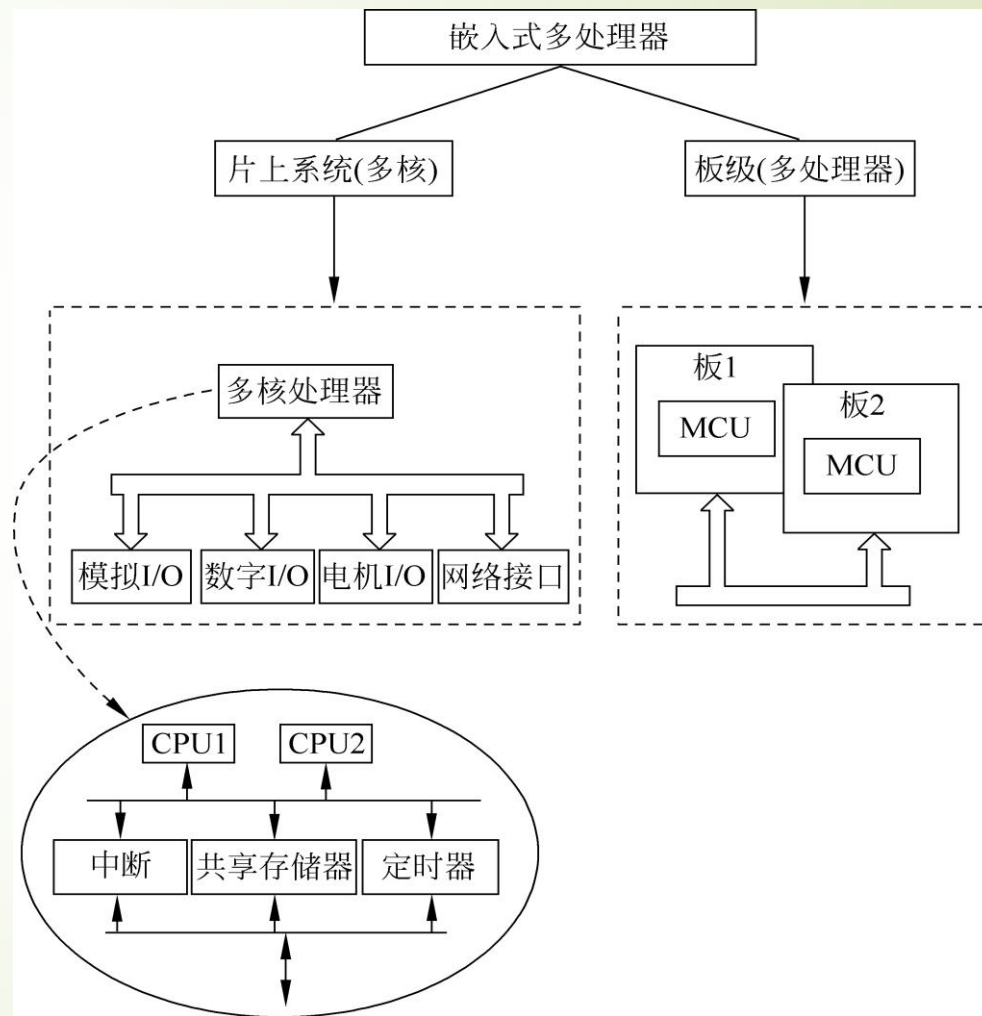 嵌入式多处理器
片上系统(多核)
板级(多处理器)
多核处理器
模拟I/O
数字I/O
电机I/O
网络接口
板1
MCU
板2
MCU
CPU1
CPU2
中断
共享存储器
定时器